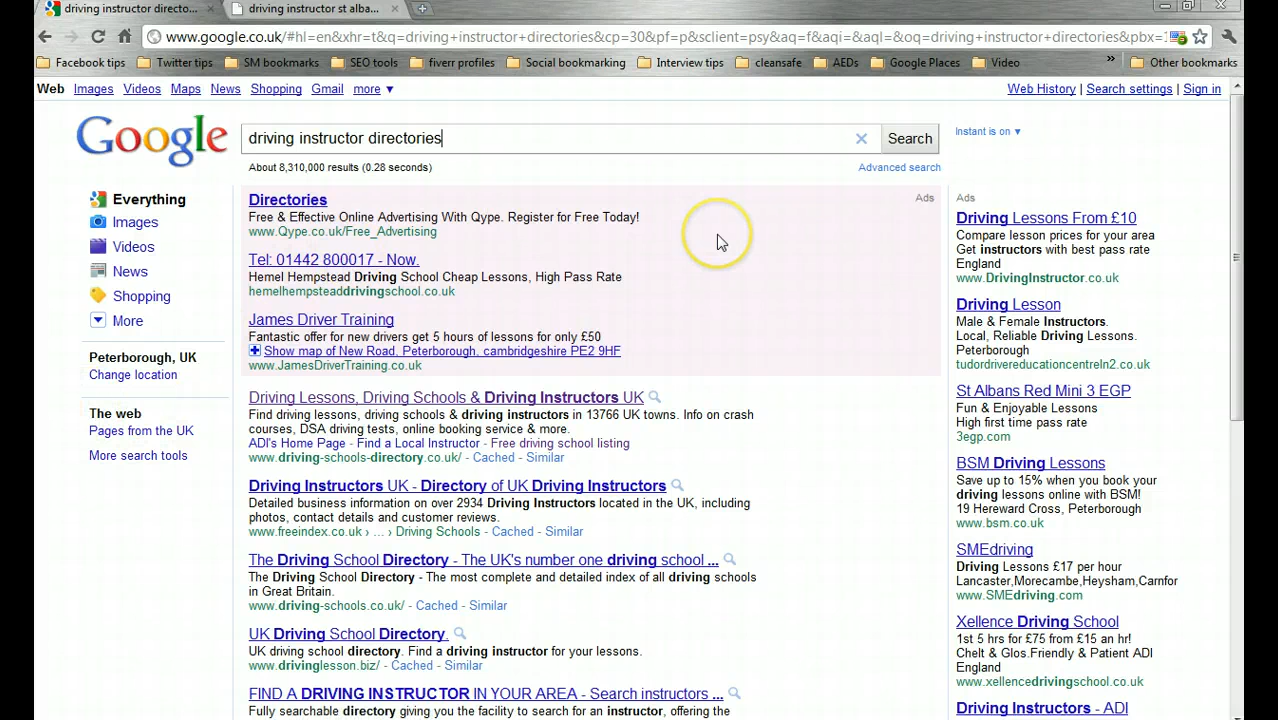 driving instructor directo...
driving instructor st alba...
www.google.co.uk/#hl=en&xhr=t&q=driving+instructor+directories&cp=30&pf=p&sclient=psy&aq=f&aqi=&aql=&oq=driving+instructor+directories&pbx=
Facebook tips
Twitter tips
SM bookmarks
SEO tools
fiverr profiles
Social bookmarking
Interview tips
cleansafe
AEDs
Google Places
Video
»
Other bookmarks
Web Images Videos Maps News Shopping Gmail more ▼
Web History | Search settings | Sign in
Google
driving instructor directories
Search
Instant is on ▼
About 8,310,000 results (0.28 seconds)
Advanced search
Everything
Images
Videos
News
Shopping
More
Peterborough, UK
Change location
The web
Pages from the UK
More search tools
Ads
Directories
Free & Effective Online Advertising With Qype. Register for Free Today!
www.Qype.co.uk/Free_Advertising
Tel: 01442 800017 - Now.
Hemel Hempstead Driving School Cheap Lessons, High Pass Rate
hemelhempsteaddrivingschool.co.uk
James Driver Training
Fantastic offer for new drivers get 5 hours of lessons for only £50
Show map of New Road, Peterborough, cambridgeshire PE2 9HF
www.JamesDriverTraining.co.uk
Driving Lessons, Driving Schools & Driving Instructors UK
Find driving lessons, driving schools & driving instructors in 13766 UK towns. Info on crash
courses, DSA driving tests, online booking service & more.
ADI's Home Page - Find a Local Instructor - Free driving school listing
www.driving-schools-directory.co.uk/ - Cached - Similar
Driving Instructors UK - Directory of UK Driving Instructors
Detailed business information on over 2934 Driving Instructors located in the UK, including
photos, contact details and customer reviews.
www.freeindex.co.uk › ... › Driving Schools - Cached - Similar
The Driving School Directory - The UK's number one driving school ...
The Driving School Directory - The most complete and detailed index of all driving schools
in Great Britain.
www.driving-schools.co.uk/ - Cached - Similar
UK Driving School Directory.
UK driving school directory. Find a driving instructor for your lessons.
www.drivinglesson.biz/ - Cached - Similar
FIND A DRIVING INSTRUCTOR IN YOUR AREA - Search instructors ...
Fully searchable directory giving you the facility to search for an instructor, offering the
Ads
Driving Lessons From £10
Compare lesson prices for your area
Get instructors with best pass rate
England
www.DrivingInstructor.co.uk
Driving Lesson
Male & Female Instructors.
Local, Reliable Driving Lessons.
Peterborough
tudordrivereducationcentreln2.co.uk
St Albans Red Mini 3 EGP
Fun & Enjoyable Lessons
High first time pass rate
3egp.com
BSM Driving Lessons
Save up to 15% when you book your
driving lessons online with BSM!
19 Hereward Cross, Peterborough
www.bsm.co.uk
SMEdriving
Driving Lessons £17 per hour
Lancaster,Morecambe,Heysham,Carnfor
www.SMEdriving.com
Xellence Driving School
1st 5 hrs for £75 from £15 an hr!
Chelt & Glos.Friendly & Patient ADI
England
www.xellencedrivingschool.co.uk
Driving Instructors - ADI